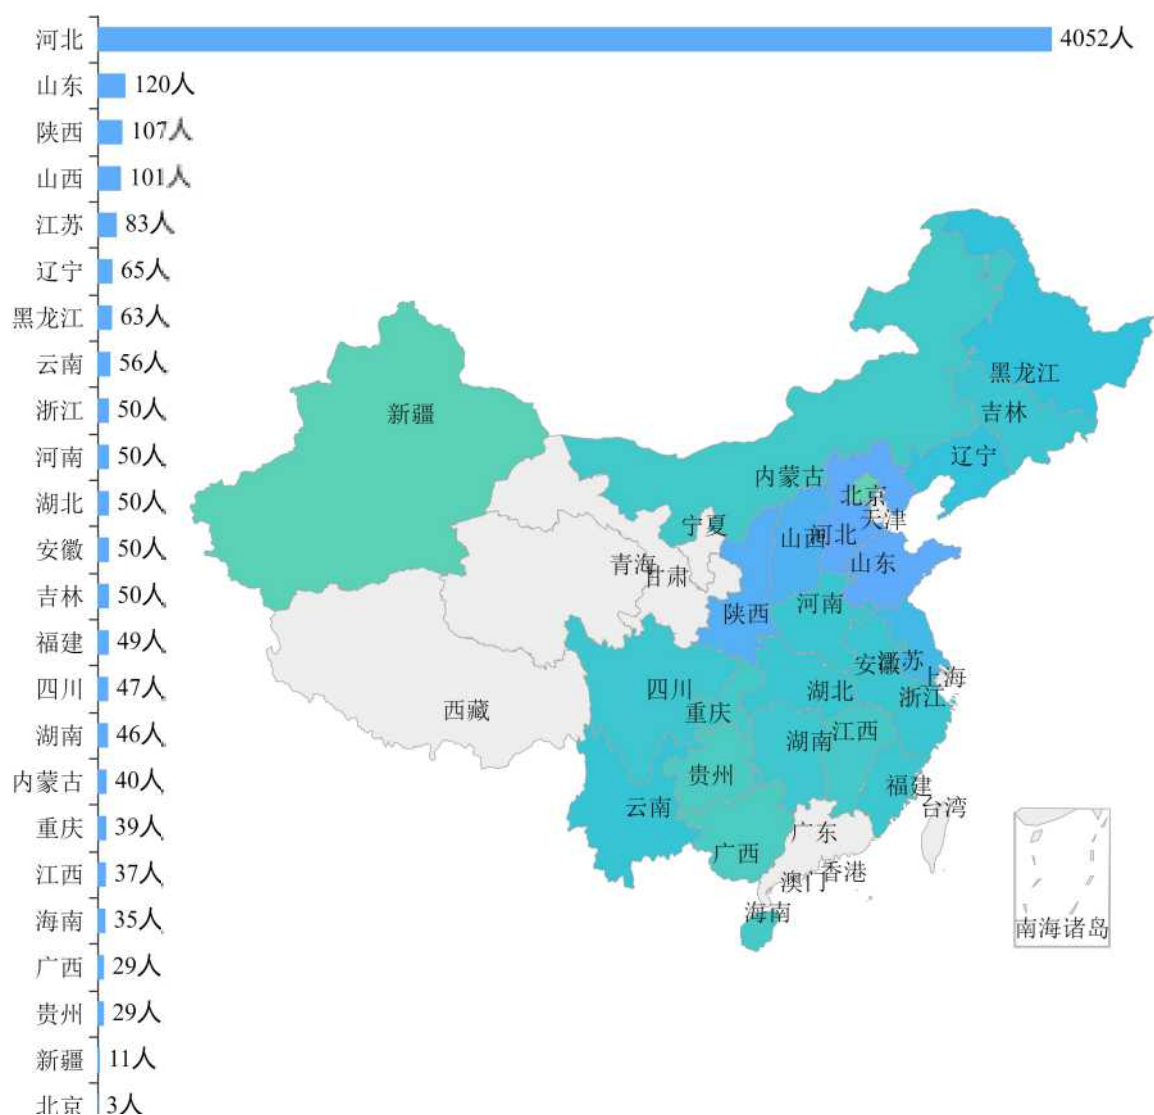 河北 4052人
山东 120人
陕西 107人
山西 101人
江苏 83人
辽宁 65人
黑龙江 63人
云南 56人
浙江 50人
河南 50人
湖北 50人
安徽 50人
吉林 50人
福建 49人
四川 47人
湖南 46人
内蒙古 40人
重庆 39人
江西 37人
海南 35人
广西 29人
贵州 29人
新疆 11人
北京 3人
黑龙江
吉林
新疆
辽宁
内蒙古
北京
天津
宁夏
山西
河北
山东
青海
甘肃
陕西
河南
安徽
江苏
上海
四川
湖北
浙江
西藏
重庆
湖南
江西
贵州
福建
云南
台湾
广东
广西
香港
澳门
海南
南海诸岛